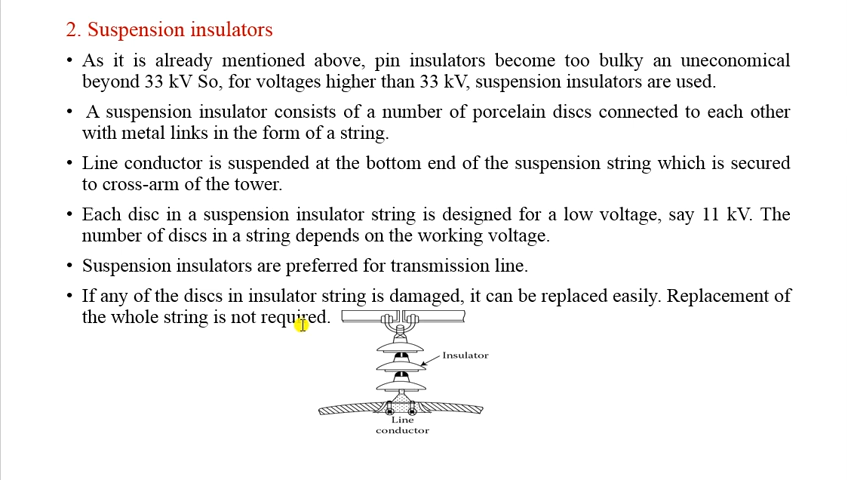 2. Suspension insulators
• As it is already mentioned above, pin insulators become too bulky an uneconomical
beyond 33 kV So, for voltages higher than 33 kV, suspension insulators are used.
• A suspension insulator consists of a number of porcelain discs connected to each other
with metal links in the form of a string.
• Line conductor is suspended at the bottom end of the suspension string which is secured
to cross-arm of the tower.
• Each disc in a suspension insulator string is designed for a low voltage, say 11 kV. The
number of discs in a string depends on the working voltage.
• Suspension insulators are preferred for transmission line.
• If any of the discs in insulator string is damaged, it can be replaced easily. Replacement of
the whole string is not required.
Insulator
Line
conductor